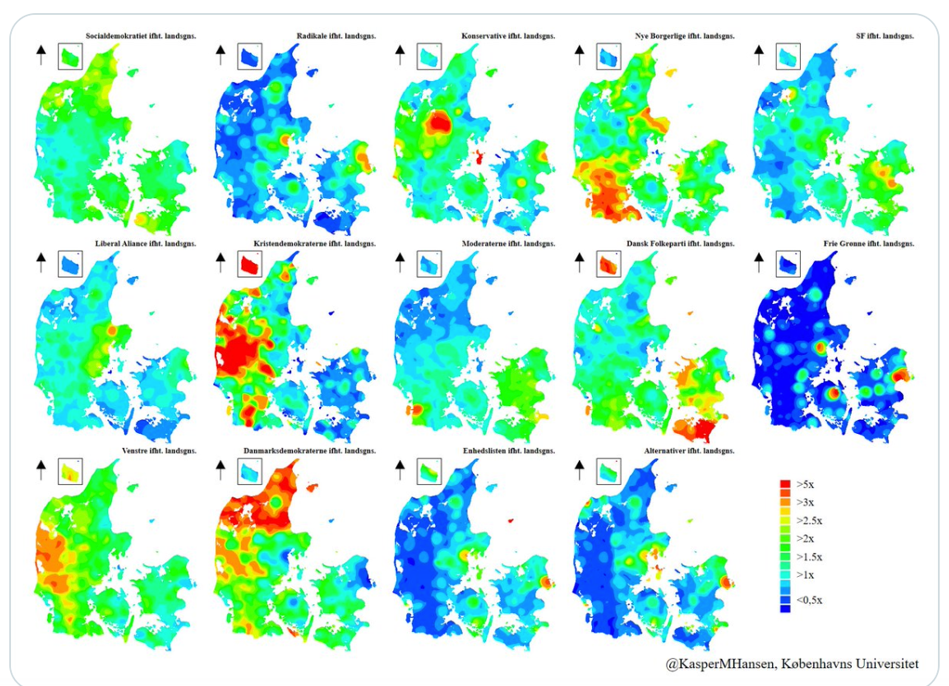 Socialdemokratiet ifht. landsgns.
Radikale ifht. landsgns.
Konservative ifht. landsgns.
Nye Borgerlige ifht. landsgns.
SF ifht. landsgns.
Liberal Aliance ifht. landsgns.
Kristendemokraterne ifht. landsgns.
Moderaterne ifht. landsgns.
Dansk Folkeparti ifht. landsgns.
Frie Grønne ifht. landsgns.
Venstre ifht. landsgns.
Danmarksdemokraterne ifht. landsgns.
Enhedslisten ifht. landsgns.
Alternativer ifht. landsgns.
>5x
>3x
>2.5x
>2x
>1.5x
>1x
<0,5x
@KasperMHansen, Københavns Universitet